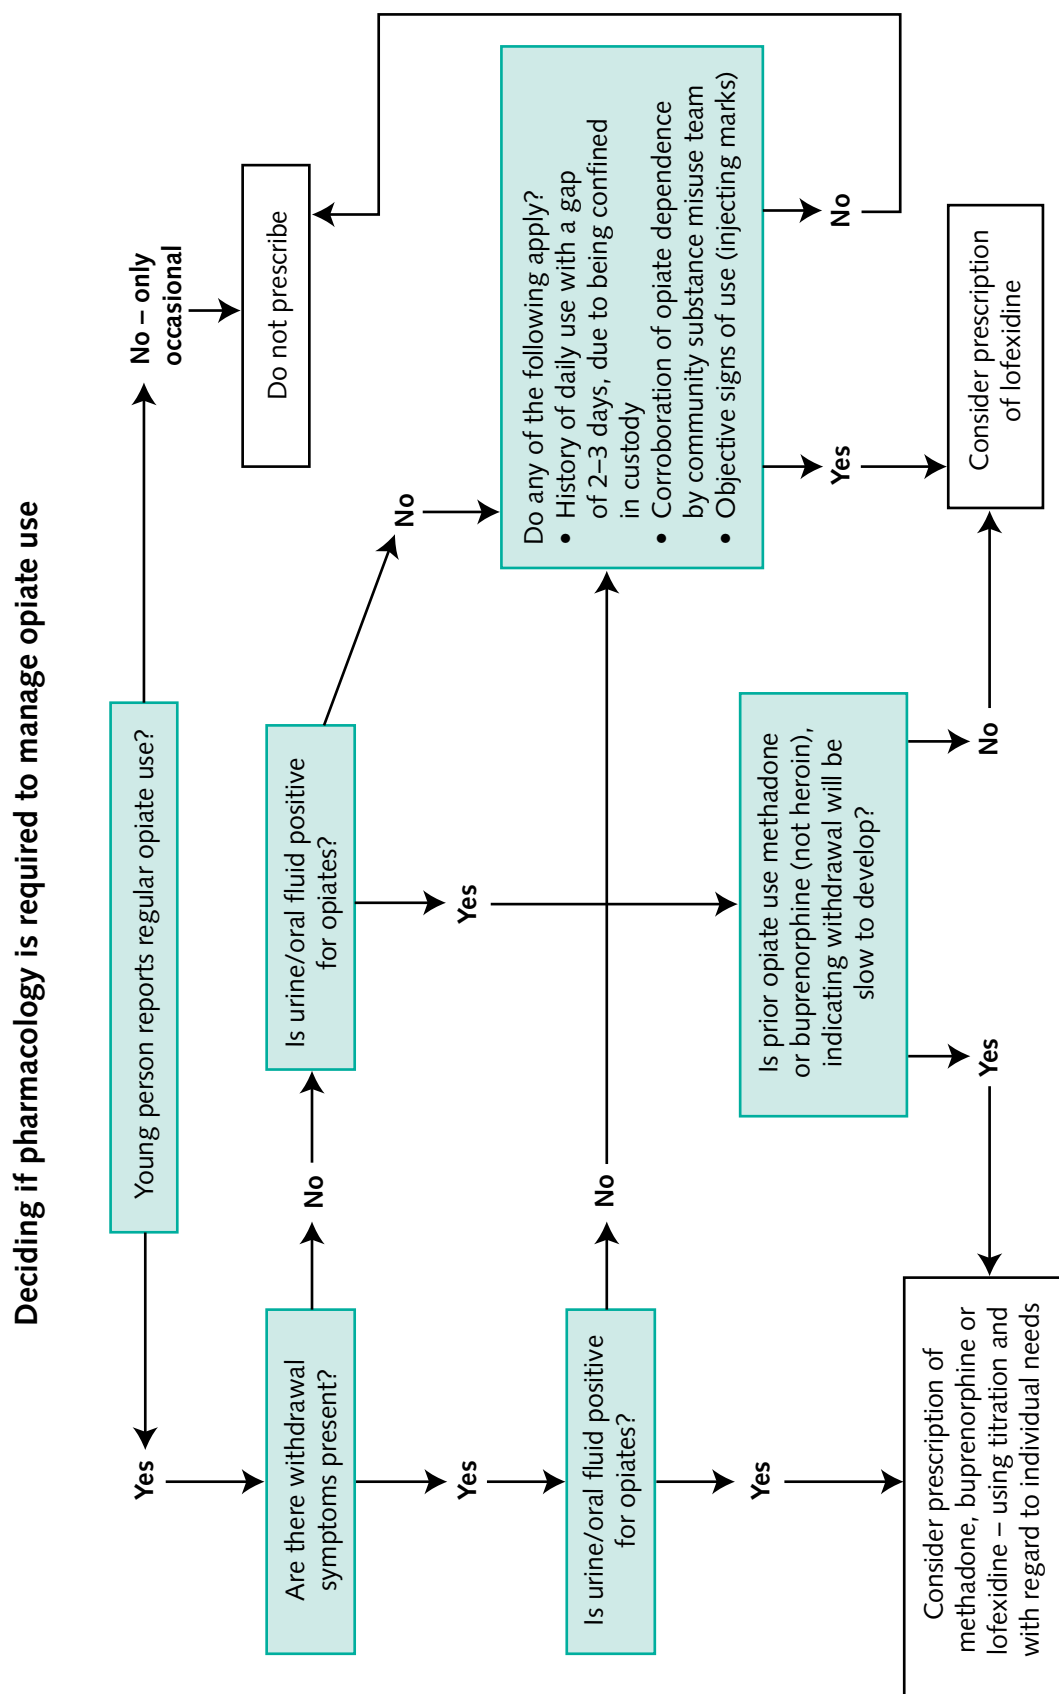 Deciding if pharmacology is required to manage opiate use
Young person reports regular opiate use?
Yes
No – only
occasional
Are there withdrawal
symptoms present?
No
Is urine/oral fluid positive
for opiates?
No
Do not prescribe
Yes
Yes
Is urine/oral fluid positive
for opiates?
No
Do any of the following apply?
• History of daily use with a gap
of 2–3 days, due to being confined
in custody
• Corroboration of opiate dependence
by community substance misuse team
• Objective signs of use (injecting marks)
Yes
Is prior opiate use methadone
or buprenorphine (not heroin),
indicating withdrawal will be
slow to develop?
Yes
No
Yes
No
Consider prescription of
methadone, buprenorphine or
lofexidine – using titration and
with regard to individual needs
Consider prescription
of lofexidine